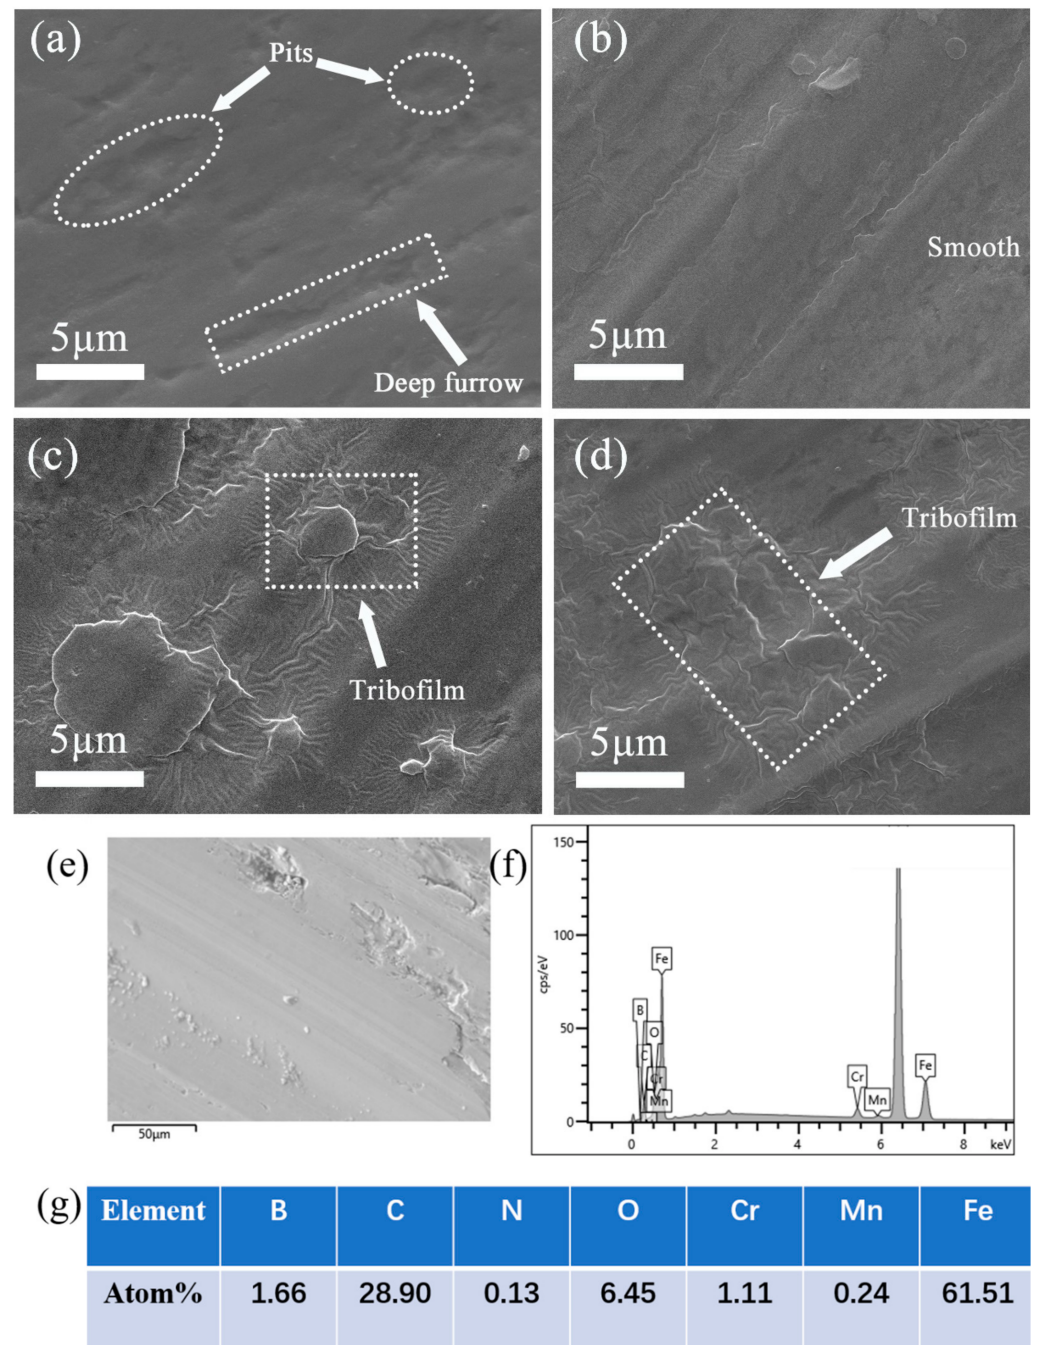 (a)
Pits
5μm
Deep furrow
(b)
Smooth
5μm
(c)
Tribofilm
5μm
(d)
Tribofilm
5μm
(e)
50μm
(f)
150
100
50
0
cps/eV
Fe
B
O
C
Cr
Mn
Cr
Mn
Fe
0 2 4 6 8 keV
(g)
Element B C N O Cr Mn Fe
Atom% 1.66 28.90 0.13 6.45 1.11 0.24 61.51